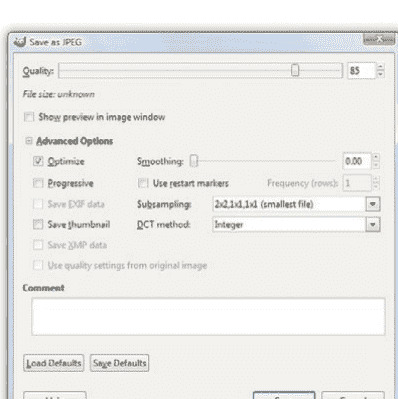 Save as JPEG
Quality: 85
File size: unknown
Show preview in image window
Advanced Options
Optimize Smoothing: 0.00
Progressive Use restart markers Frequency (rows): 1
Save EXIF data Subsampling: 2x2,1x1,1x1 (smallest file)
Save thumbnail DCT method: Integer
Save XMP data
Use quality settings from original image
Comment
Load Defaults Save Defaults